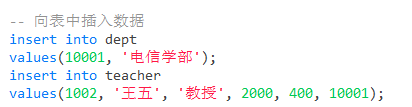 -- 向表中插入数据
insert into dept
values(10001, '电信学部');
insert into teacher
values(1002, '王五', '教授', 2000, 400, 10001);